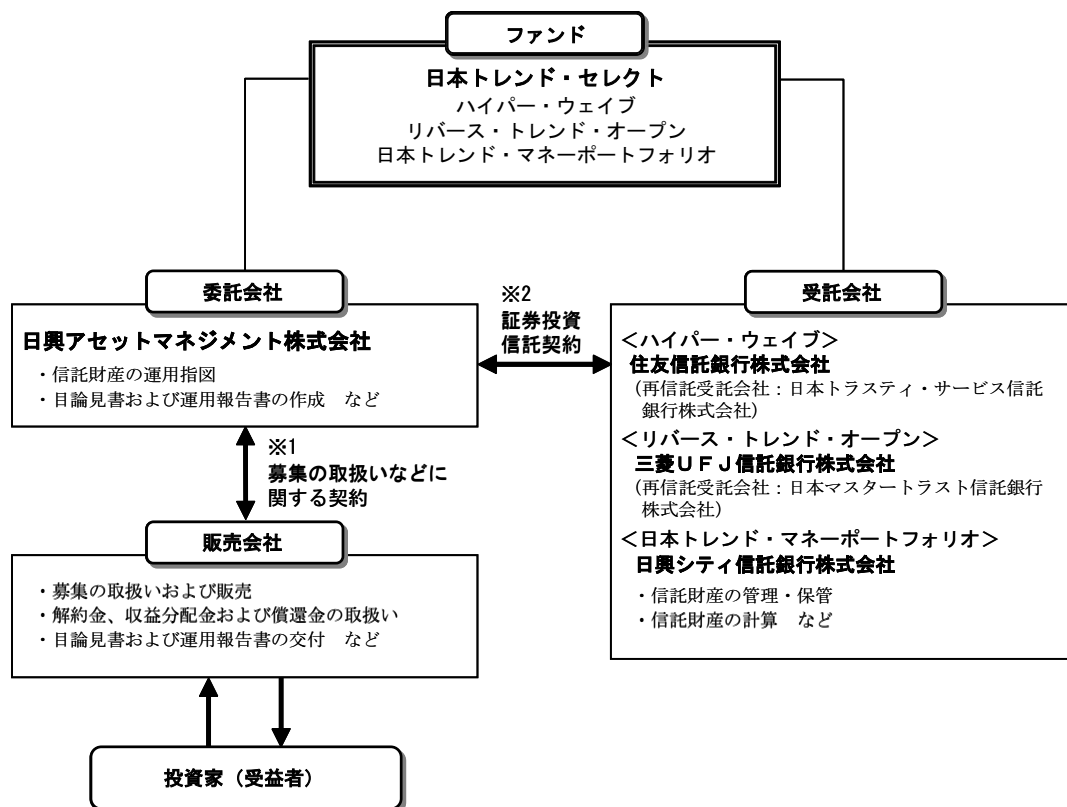 ファンド
日本トレンド・セレクト
ハイパー・ウェイブ
リバース・トレンド・オープン
日本トレンド・マネーポートフォリオ
委託会社
日興アセットマネジメント株式会社
・信託財産の運用指図
・目論見書および運用報告書の作成　など
※2
証券投資
信託契約
受託会社
＜ハイパー・ウェイブ＞
住友信託銀行株式会社
（再信託受託会社：日本トラスティ・サービス信託
銀行株式会社）
＜リバース・トレンド・オープン＞
三菱ＵＦＪ信託銀行株式会社
（再信託受託会社：日本マスタートラスト信託銀行
株式会社）
＜日本トレンド・マネーポートフォリオ＞
日興シティ信託銀行株式会社
・信託財産の管理・保管
・信託財産の計算　など
※1
募集の取扱いなどに
関する契約
販売会社
・募集の取扱いおよび販売
・解約金、収益分配金および償還金の取扱い
・目論見書および運用報告書の交付　など
投資家（受益者）